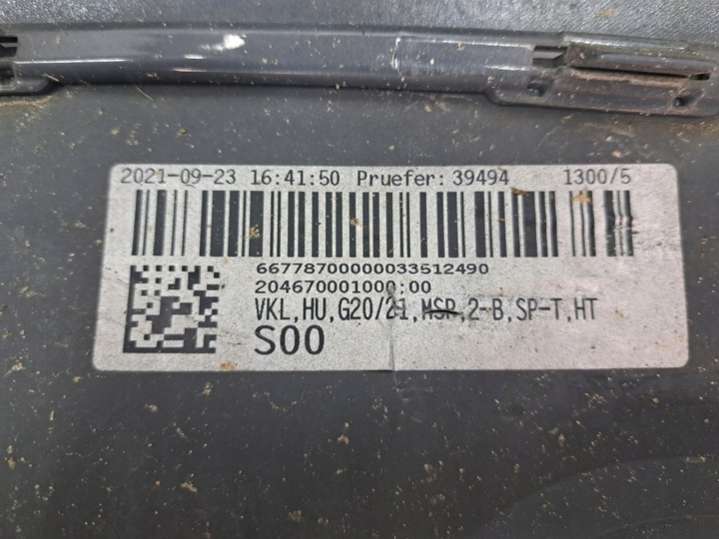 2021-09-23 16:41:50 Pruefer: 39494 1300/5
66778700000033512490
204670001000:00
VKL,HU,G20/21,MSP,2-B,SP-T,HT
S00